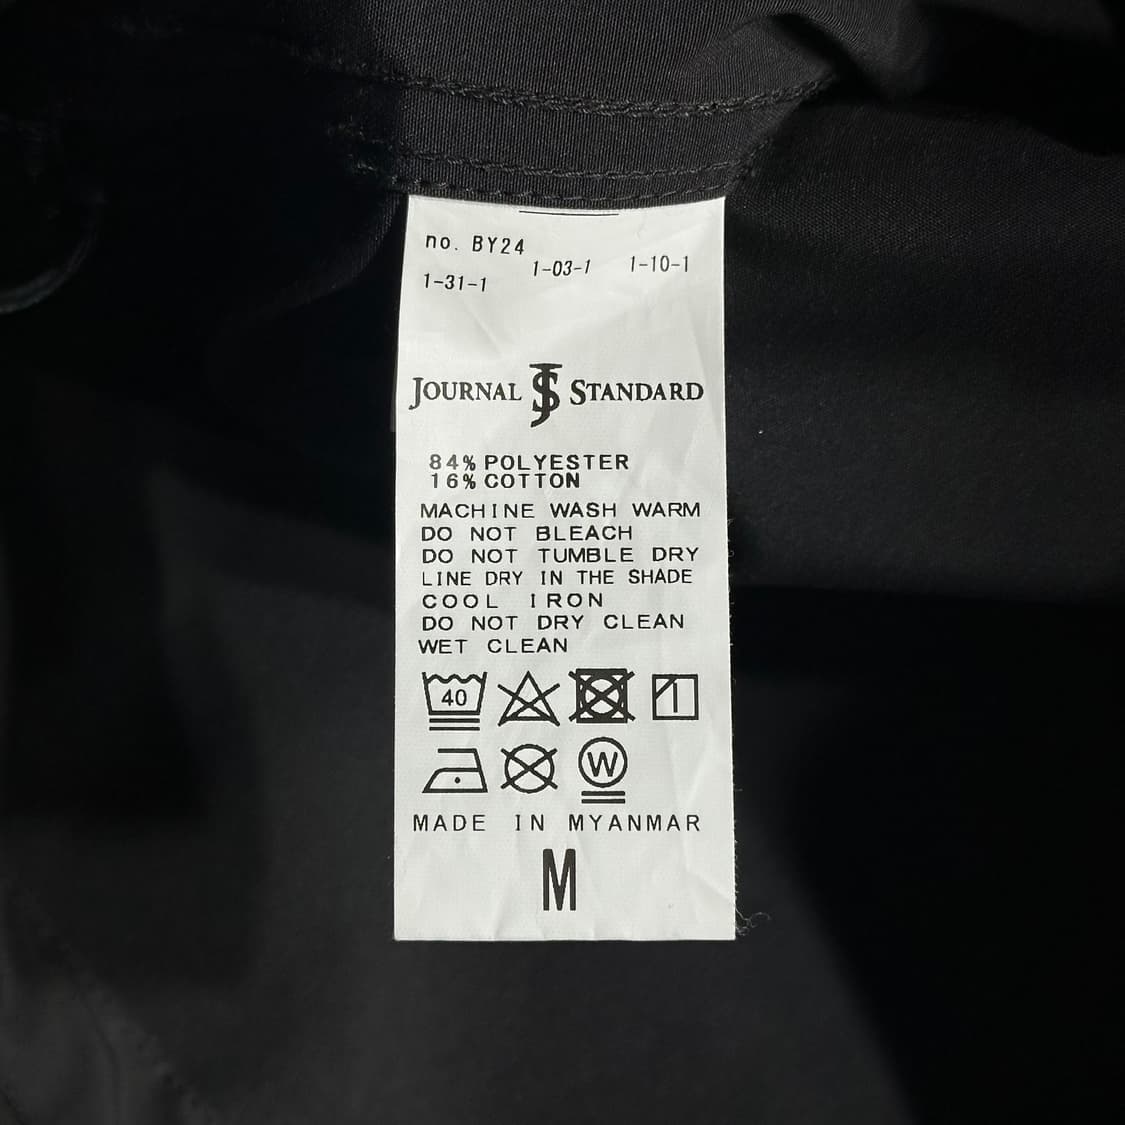 no. BY24
1-31-1 1-03-1 1-10-1
JOURNAL JS STANDARD
84% POLYESTER
16% COTTON
MACHINE WASH WARM
DO NOT BLEACH
DO NOT TUMBLE DRY
LINE DRY IN THE SHADE
COOL IRON
DO NOT DRY CLEAN
WET CLEAN
40
W
MADE IN MYANMAR
M